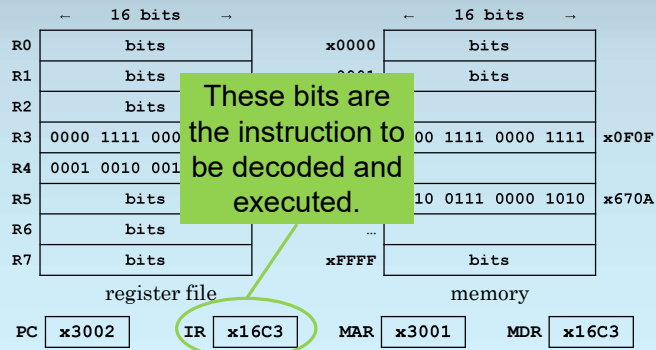 ← 16 bits → ← 16 bits →
R0 bits x0000 bits
R1 bits bits
R2 bits
R3 0000 1111 000 00 1111 0000 1111 x0F0F
R4 0001 0010 001
R5 bits 10 0111 0000 1010 x670A
R6 bits …
R7 bits xFFFF bits
These bits are
the instruction to
be decoded and
executed.
register file memory
PC x3002 IR x16C3 MAR x3001 MDR x16C3